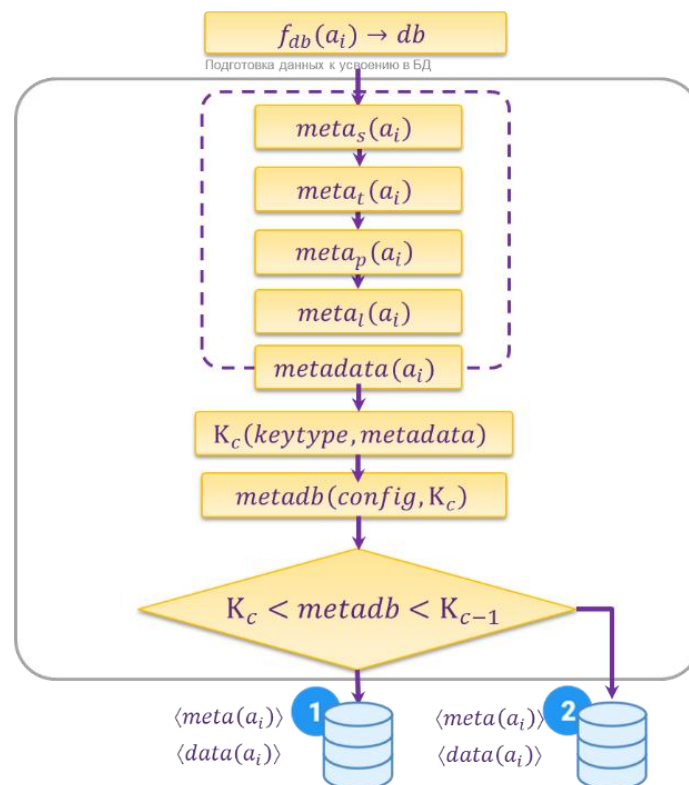 f_db(a_i) → db
Подготовка данных к усвоению в БД
meta_s(a_i)
meta_t(a_i)
meta_p(a_i)
meta_l(a_i)
metadata(a_i)
K_c(keytype, metadata)
metadb(config, K_c)
K_c < metadb < K_{c-1}
⟨meta(a_i)⟩ 1
⟨data(a_i)⟩
⟨meta(a_i)⟩ 2
⟨data(a_i)⟩